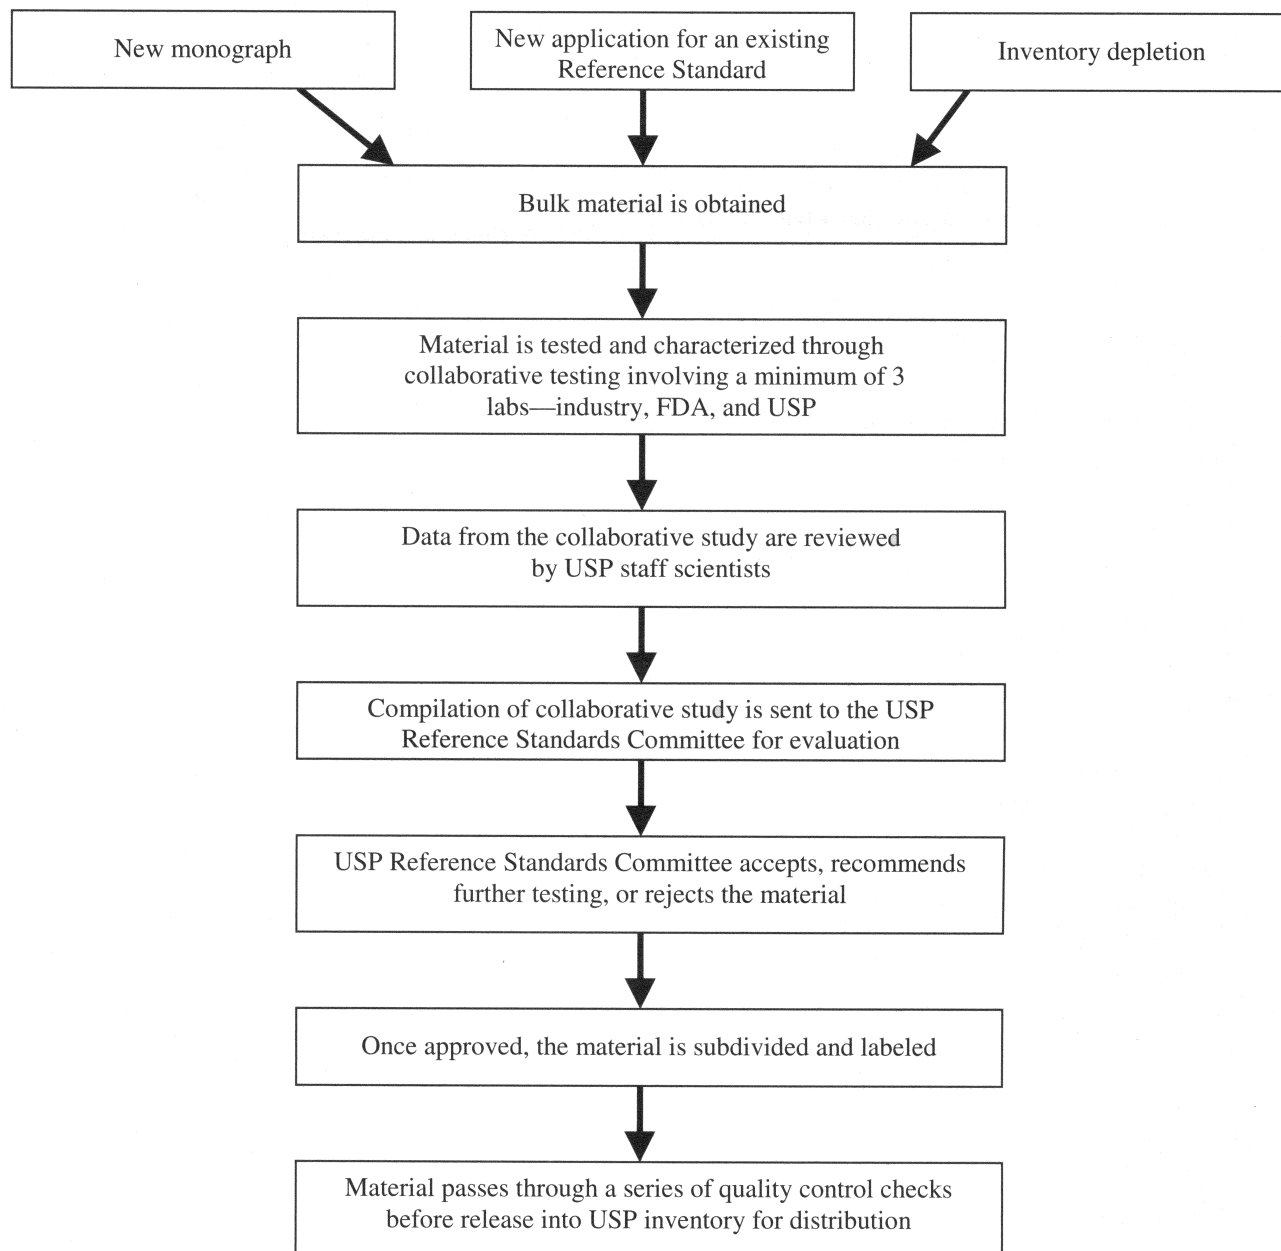 New monograph
New application for an existing
Reference Standard
Inventory depletion
Bulk material is obtained
Material is tested and characterized through
collaborative testing involving a minimum of 3
labs—industry, FDA, and USP
Data from the collaborative study are reviewed
by USP staff scientists
Compilation of collaborative study is sent to the USP
Reference Standards Committee for evaluation
USP Reference Standards Committee accepts, recommends
further testing, or rejects the material
Once approved, the material is subdivided and labeled
Material passes through a series of quality control checks
before release into USP inventory for distribution